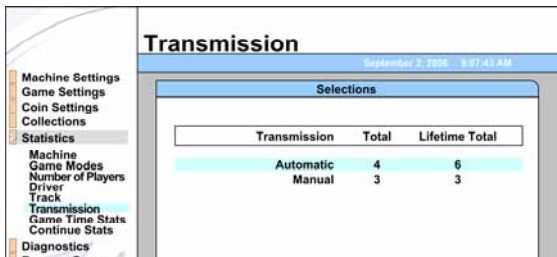 Transmission
September 2, 2006 9:07:43 AM
Machine Settings
Game Settings
Coin Settings
Collections
Statistics
Machine
Game Modes
Number of Players
Driver
Track
Transmission
Game Time Stats
Continue Stats
Diagnostics
Selections
Transmission Total Lifetime Total
Automatic 4 6
Manual 3 3